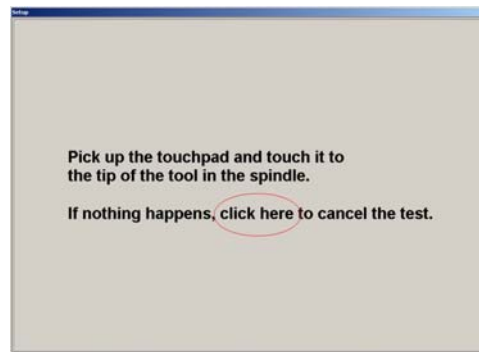 Setup
Pick up the touchpad and touch it to
the tip of the tool in the spindle.
If nothing happens, click here to cancel the test.